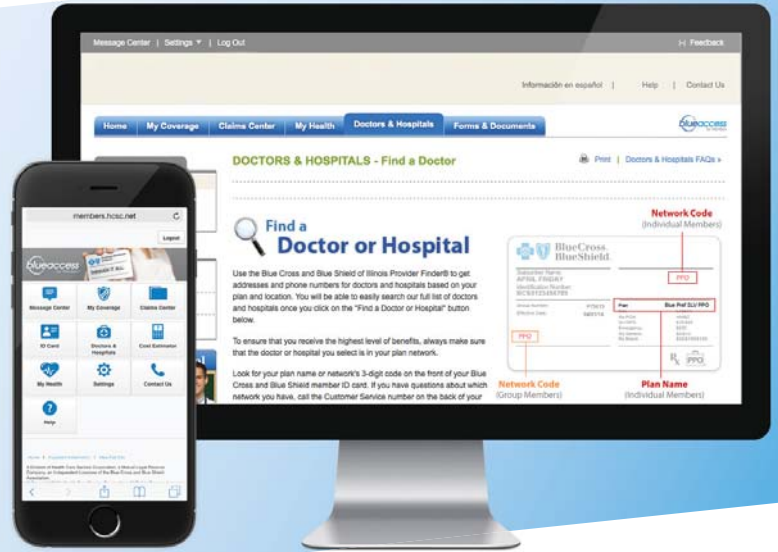 Message Center | Settings ▼ | Log Out
[-] Feedback
Información en español | Help | Contact Us
Home My Coverage Claims Center My Health Doctors & Hospitals Forms & Documents
blueaccess
DOCTORS & HOSPITALS - Find a Doctor
Print | Doctors & Hospitals FAQs »
Find a
Doctor or Hospital
Use the Blue Cross and Blue Shield of Illinois Provider Finder® to get
addresses and phone numbers for doctors and hospitals based on your
plan and location. You will be able to easily search our full list of doctors
and hospitals once you click on the "Find a Doctor or Hospital" button
below.
To ensure that you receive the highest level of benefits, always make sure
that the doctor or hospital you select is in your plan network.
Look for your plan name or network's 3-digit code on the front of your Blue
Cross and Blue Shield member ID card. If you have questions about which
network you have, call the Customer Service number on the back of your
Network Code
(Individual Members)
BlueCross
BlueShield
Subscriber Name:
APRIL FRIDAY
Identification Number:
PPO
Plan Blue Pref SLV PPO
PPO
PPO
Network Code
(Group Members)
Plan Name
(Individual Members)
members.hcsc.net
Logout
blueaccess
Message Center
My Coverage
Claims Center
ID Card
Doctors &
Hospitals
Cost Estimator
My Health
Settings
Contact Us
Help